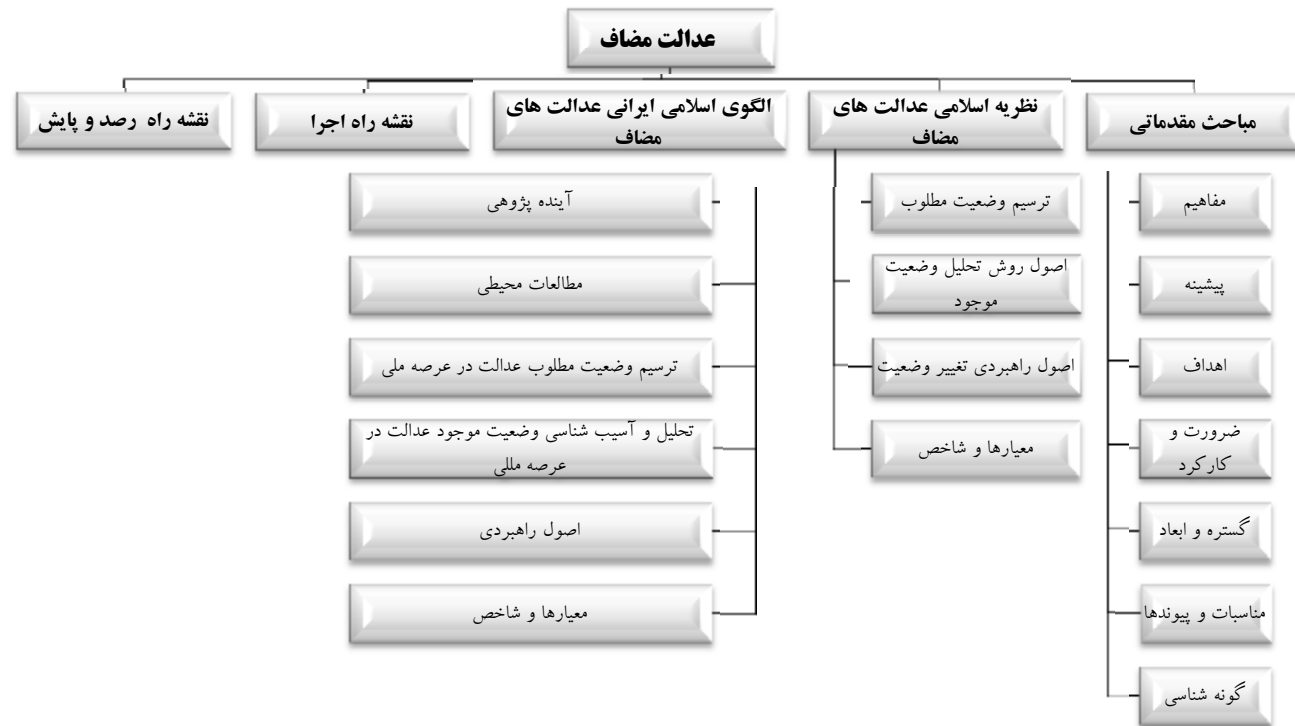 عدالت مضاف
مباحث مقدماتی
نظریه اسلامی عدالت های
مضاف
الگوی اسلامی ایرانی عدالت های
مضاف
نقشه راه اجرا
نقشه راه رصد و پایش
مفاهیم
پیشینه
اهداف
ضرورت و
کارکرد
گستره و ابعاد
مناسبات و پیوندها
گونه شناسی
ترسیم وضعیت مطلوب
اصول روش تحلیل وضعیت
موجود
اصول راهبردی تغییر وضعیت
معیارها و شاخص
آینده پژوهی
مطالعات محیطی
ترسیم وضعیت مطلوب عدالت در عرصه ملی
تحلیل و آسیب شناسی وضعیت موجود عدالت در
عرصه مللی
اصول راهبردی
معیارها و شاخص